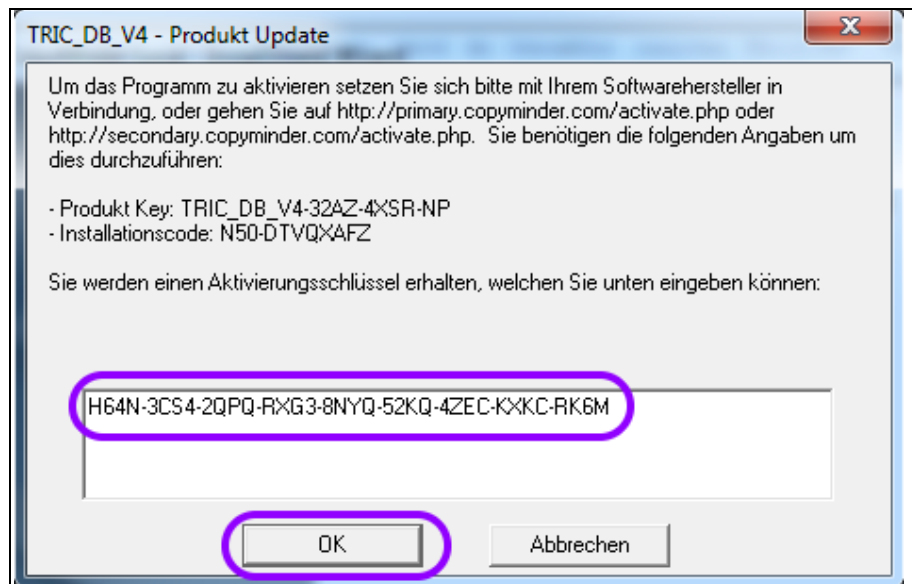 TRIC_DB_V4 - Produkt Update
Um das Programm zu aktivieren setzen Sie sich bitte mit Ihrem Softwarehersteller in
Verbindung, oder gehen Sie auf http://primary.copyminder.com/activate.php oder
http://secondary.copyminder.com/activate.php.  Sie benötigen die folgenden Angaben um
dies durchzuführen:
- Produkt Key: TRIC_DB_V4-32AZ-4XSR-NP
- Installationscode: N50-DTVQXAFZ
Sie werden einen Aktivierungsschlüssel erhalten, welchen Sie unten eingeben können:
H64N-3CS4-2QPQ-RXG3-8NYQ-52KQ-4ZEC-KXKC-RK6M
OK
Abbrechen